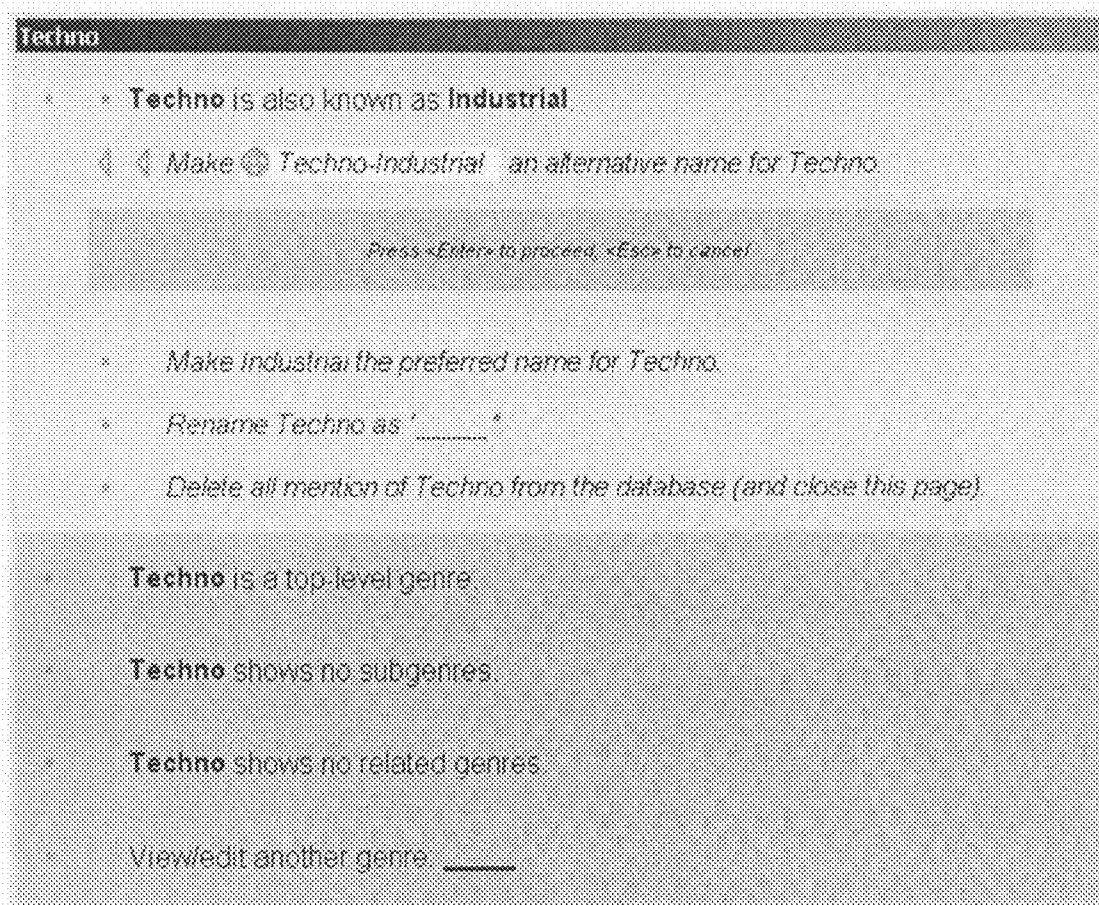 Techno
Techno is also known as Industrial
Make Techno-Industrial an alternative name for Techno.
Press <Enter> to proceed, <Esc> to cancel
Make Industrial the preferred name for Techno.
Rename Techno as '______'
Delete all mention of Techno from the database (and close this page).
Techno is a top-level genre.
Techno shows no subgenres.
Techno shows no related genres.
View/edit another genre. ______